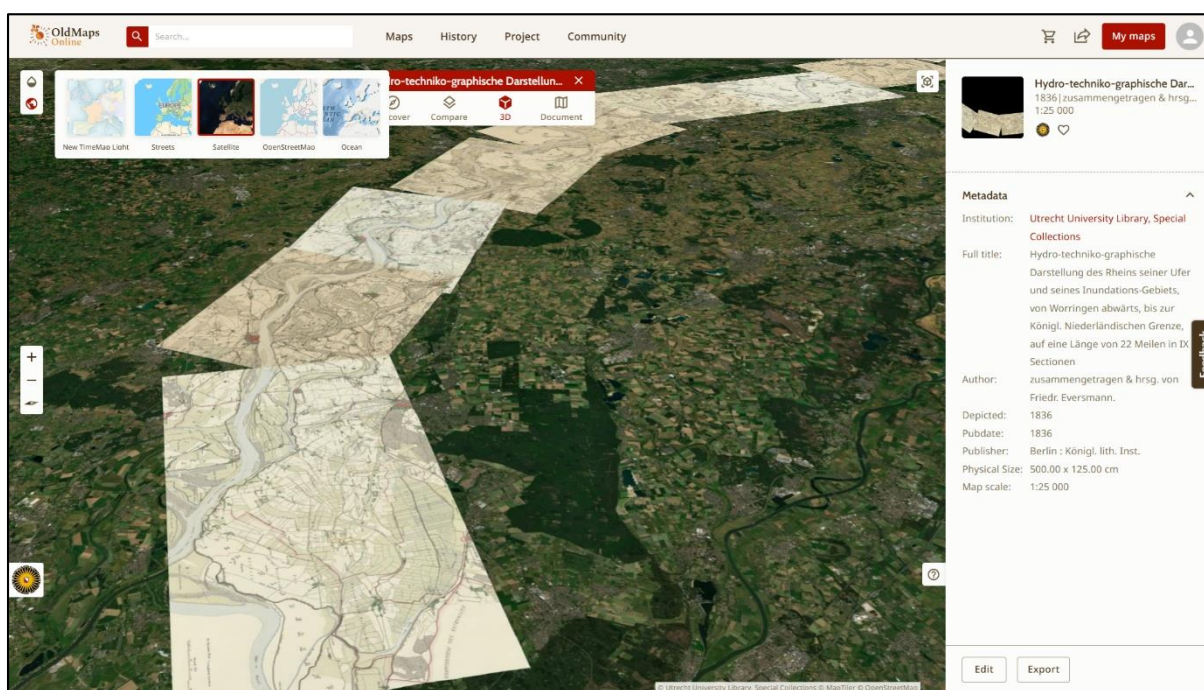 OldMaps
Online
Search...
Maps
History
Project
Community
My maps
New TimeMap Light
Streets
Satellite
OpenStreetMap
Ocean
ro-techniko-graphische Darstellun...
cover
Compare
3D
Document
EUROPE
Hydro-techniko-graphische Dar...
1836|zusammengetragen & hrsg...
1:25 000
Metadata
Institution: Utrecht University Library, Special
Collections
Full title: Hydro-techniko-graphische
Darstellung des Rheins seiner Ufer
und seines Inundations-Gebiets,
von Worringen abwärts, bis zur
Königl. Niederländischen Grenze,
auf eine Länge von 22 Meilen in IX
Sectionen
Author: zusammengetragen & hrsg. von
Friedr. Eversmann.
Depicted: 1836
Pubdate: 1836
Publisher: Berlin : Königl. lith. Inst.
Physical Size: 500.00 x 125.00 cm
Map scale: 1:25 000
Feedback
Edit
Export
© Utrecht University Library, Special Collections © MapTiler © OpenStreetMap